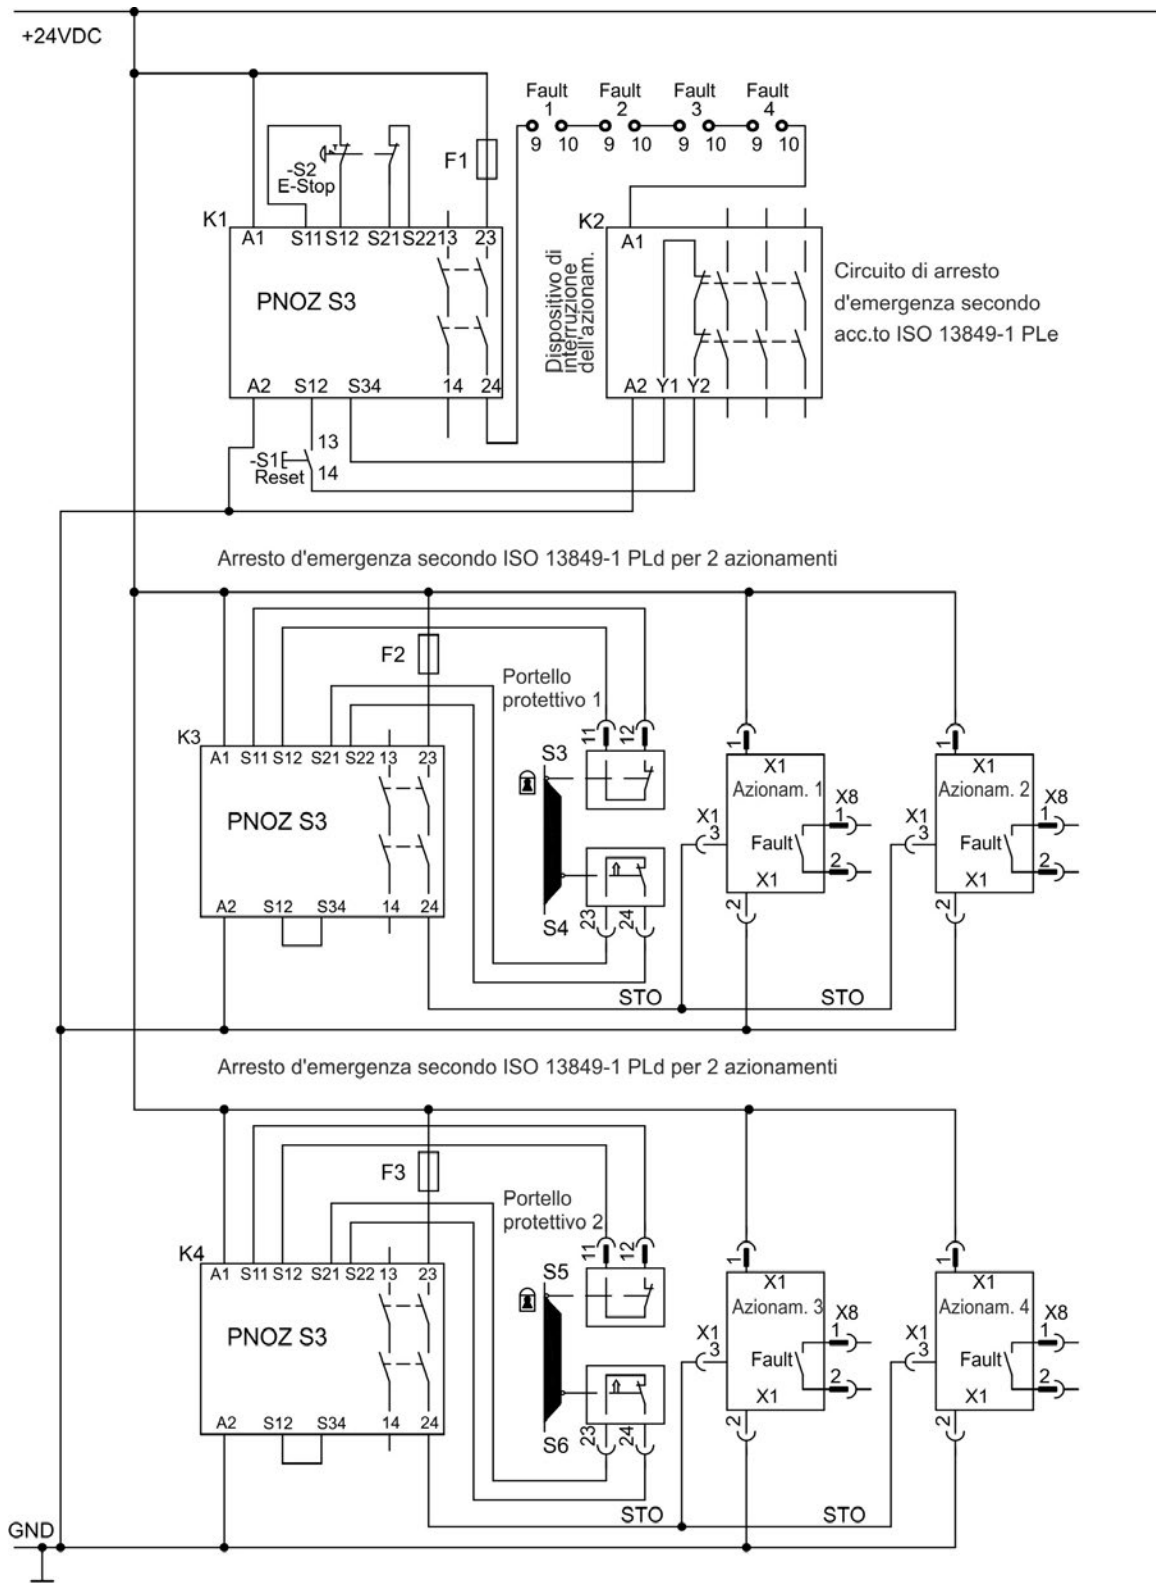 +24VDC
Fault Fault Fault Fault
1 2 3 4
9 10 9 10 9 10 9 10
F1
-S2
E-Stop
K1
A1 S11 S12 S21 S22 13 23
PNOZ S3
A2 S12 S34 14 24
K2
A1
Dispositivo di
interruzione
dell'azionam.
A2 Y1 Y2
Circuito di arresto
d'emergenza secondo
acc.to ISO 13849-1 PLe
13
-S1
14
Reset
Arresto d'emergenza secondo ISO 13849-1 PLd per 2 azionamenti
F2
Portello
protettivo 1
K3
A1 S11 S12 S21 S22 13 23
PNOZ S3
A2 S12 S34 14 24
11 12
S3
S4
23 24
1
X1
Azionam. 1
X1
3
Fault
X8
1
2
X1
2
1
X1
Azionam. 2
X1
3
Fault
X8
1
2
X1
2
STO STO
Arresto d'emergenza secondo ISO 13849-1 PLd per 2 azionamenti
F3
Portello
protettivo 2
K4
A1 S11 S12 S21 S22 13 23
PNOZ S3
A2 S12 S34 14 24
11 12
S5
S6
23 24
1
X1
Azionam. 3
X1
3
Fault
X8
1
2
X1
2
1
X1
Azionam. 4
X1
3
Fault
X8
1
2
X1
2
STO STO
GND